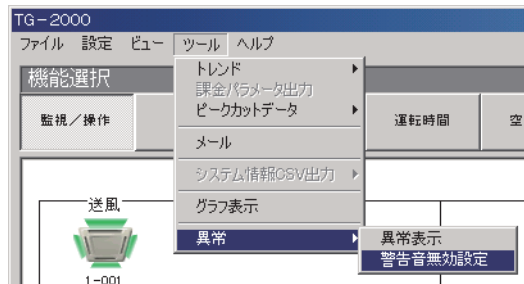 TG-2000
ファイル 設定 ビュー ツール ヘルプ
機能選択
監視/操作 運転時間 空
トレンド
課金パラメータ出力
ピークカットデータ
メール
システム情報CSV出力
グラフ表示
異常
異常表示
警告音無効設定
送風
1-001